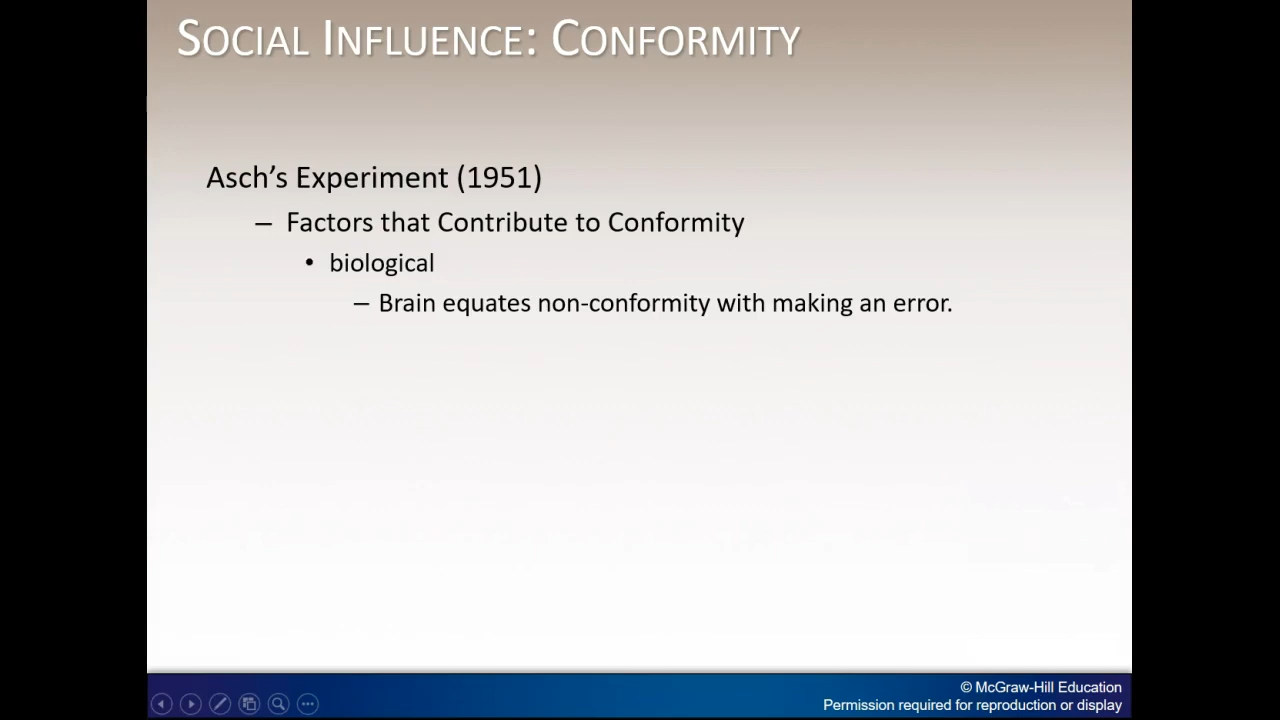 SOCIAL INFLUENCE: CONFORMITY
Asch’s Experiment (1951)
– Factors that Contribute to Conformity
• biological
– Brain equates non-conformity with making an error.
© McGraw-Hill Education
Permission required for reproduction or display